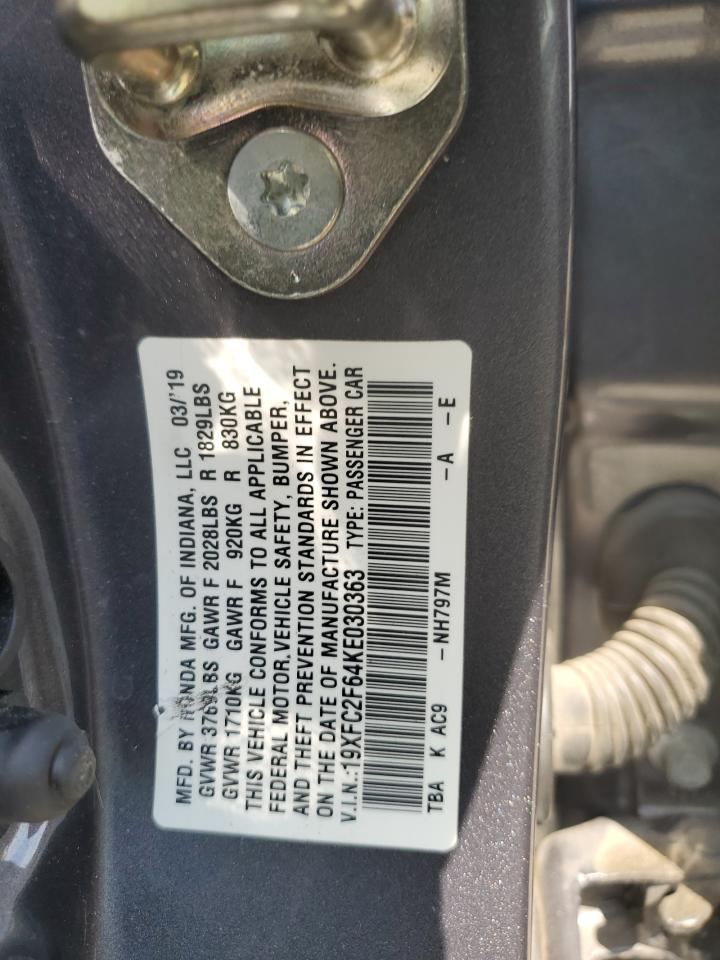 MFD. BY HONDA MFG. OF INDIANA, LLC 03/'19
GVWR 3769LBS GAWR F 2028LBS R 1829LBS
GVWR 1710KG GAWR F 920KG R 830KG
THIS VEHICLE CONFORMS TO ALL APPLICABLE
FEDERAL MOTOR.VEHICLE SAFETY, BUMPER,
AND THEFT PREVENTION STANDARDS IN EFFECT
ON THE DATE OF MANUFACTURE SHOWN ABOVE.
V.I.N.:19XFC2F64KE030363 TYPE: PASSENGER CAR
TBA K AC9 -NH797M -A -E